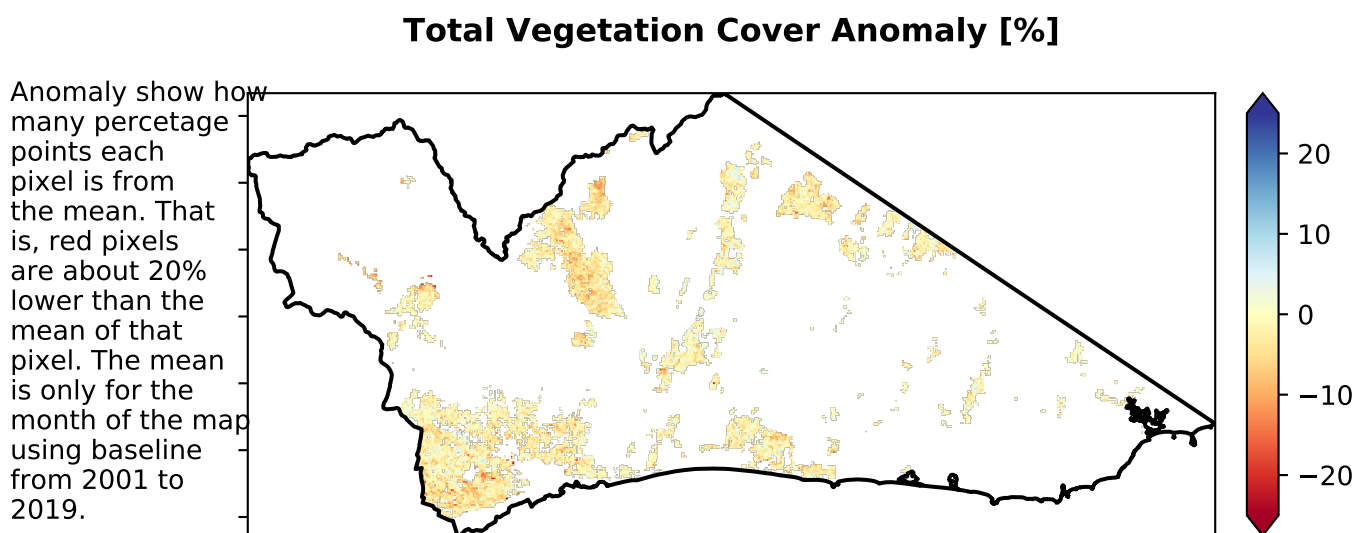 Total Vegetation Cover Anomaly [%]
Anomaly show how
many percetage
points each
pixel is from
the mean. That
is, red pixels
are about 20%
lower than the
mean of that
pixel. The mean
is only for the
month of the map
using baseline
from 2001 to
2019.
20
10
0
−10
−20